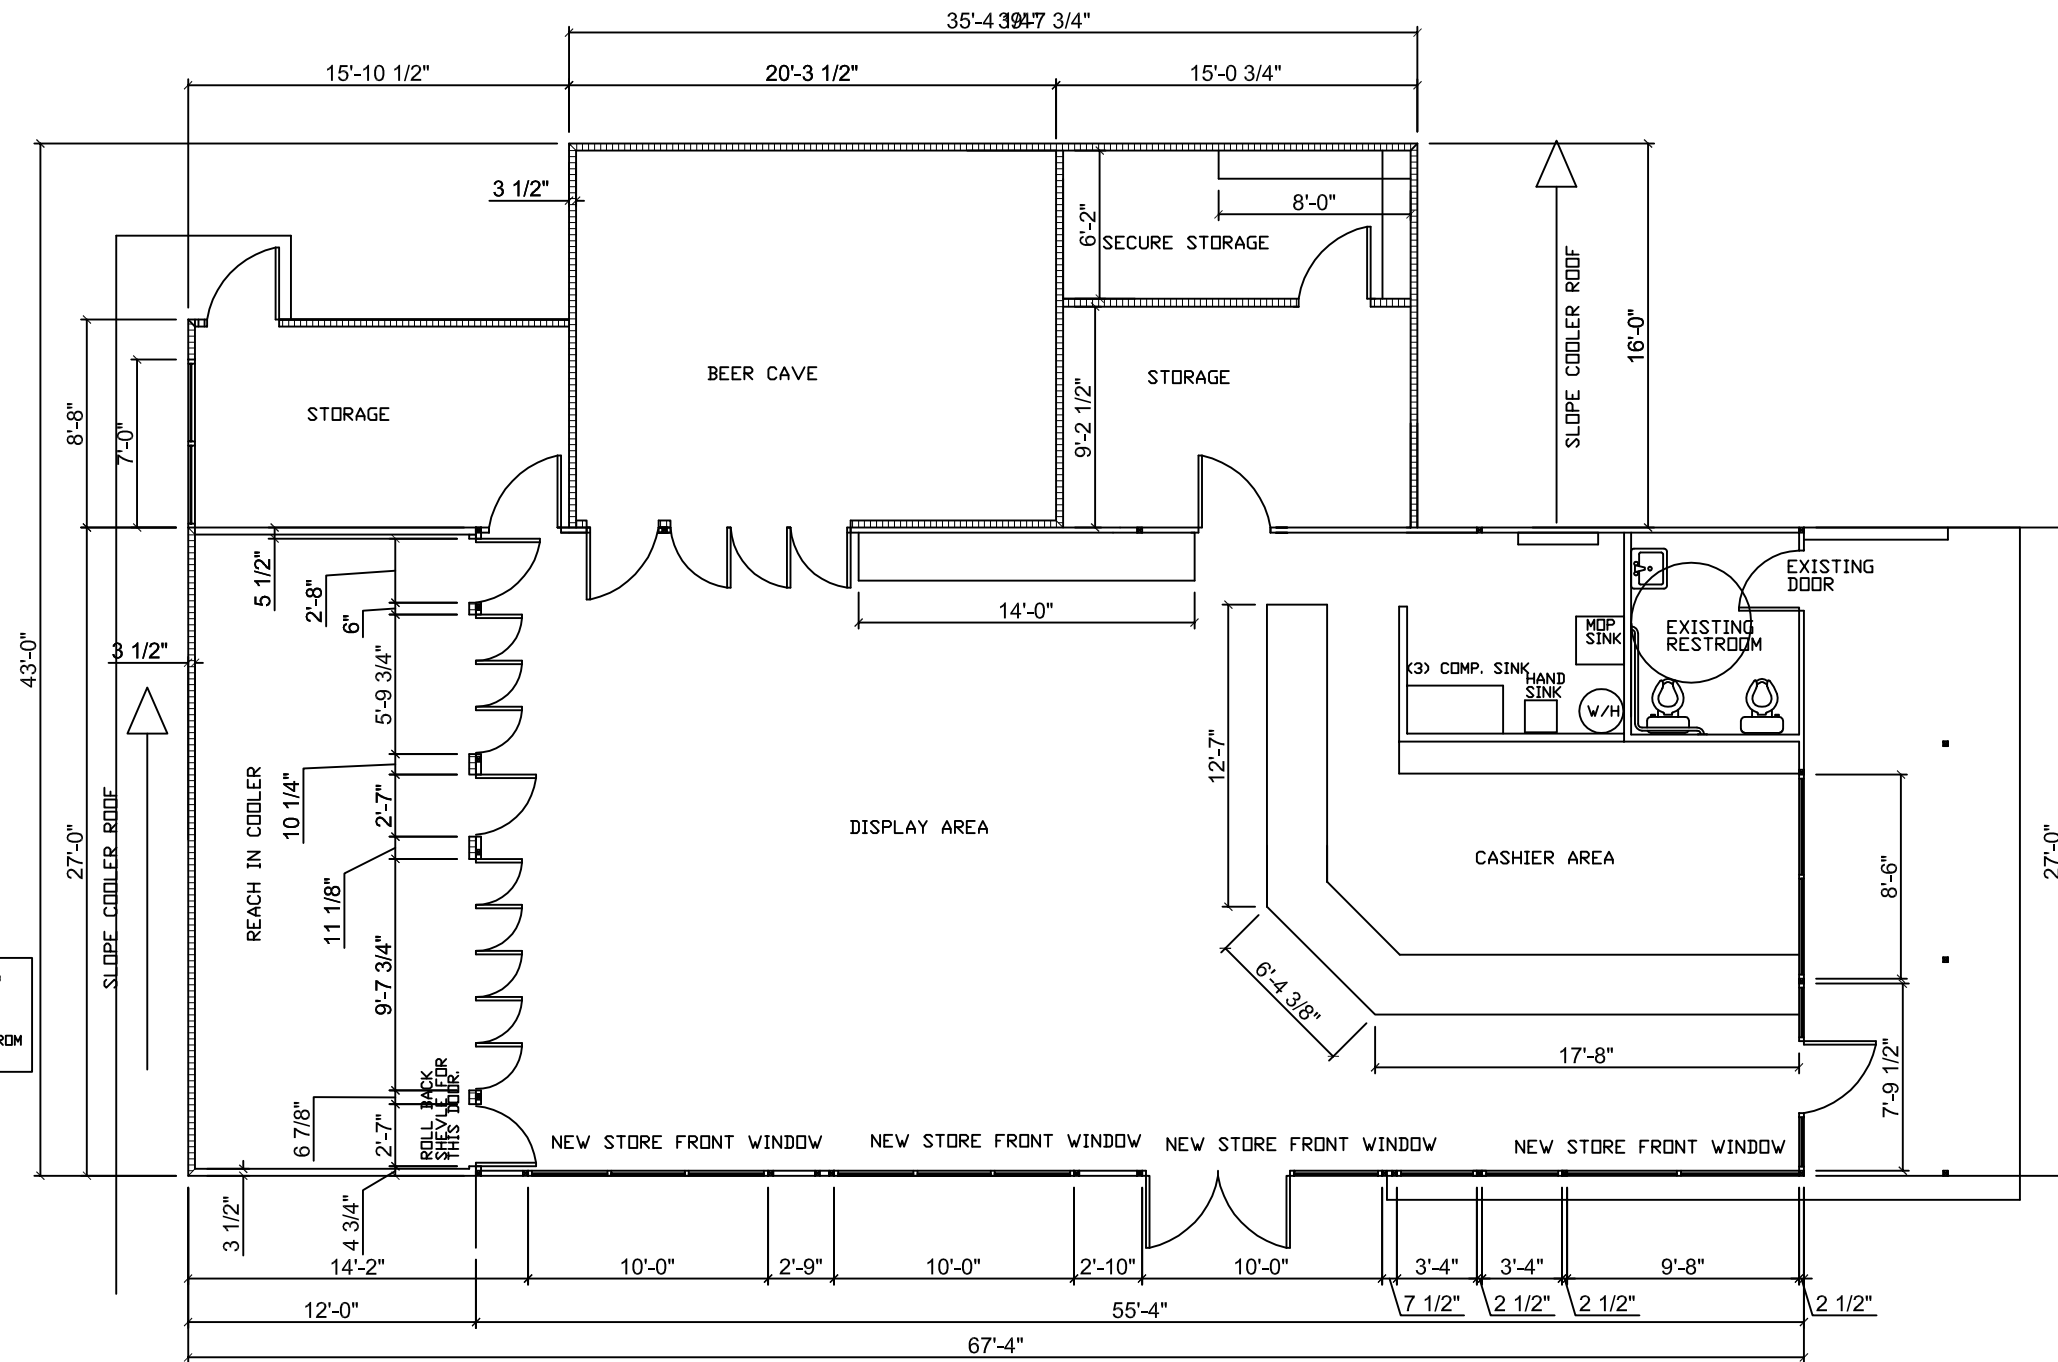 35'-4 3/4"
15'-10 1/2"
20'-3 1/2"
15'-0 3/4"
3 1/2"
8'-0"
6'-2"
SECURE STORAGE
SLOPE COOLER ROOF
16'-0"
BEER CAVE
STORAGE
9'-2 1/2"
STORAGE
8'-8"
7'-0"
43'-0"
5 1/2"
2'-8"
6"
14'-0"
EXISTING
DOOR
MOP
SINK
EXISTING
RESTROOM
3 1/2"
5'-9 3/4"
(3) COMP. SINK
HAND
SINK
W/H
12'-7"
10 1/4"
2'-7"
REACH IN COOLER
SLOPE COOLER ROOF
27'-0"
DISPLAY AREA
CASHIER AREA
8'-6"
27'-0"
11 1/8"
9'-7 3/4"
6'-4 3/8"
ROM
17'-8"
7'-9 1/2"
6 7/8"
2'-7"
ROLL BACK
SHEVLE FOR
THIS DOOR.
NEW STORE FRONT WINDOW
NEW STORE FRONT WINDOW
NEW STORE FRONT WINDOW
NEW STORE FRONT WINDOW
3 1/2"
4 3/4"
14'-2"
10'-0"
2'-9"
10'-0"
2'-10"
10'-0"
3'-4"
3'-4"
9'-8"
12'-0"
55'-4"
7 1/2"
2 1/2"
2 1/2"
2 1/2"
67'-4"